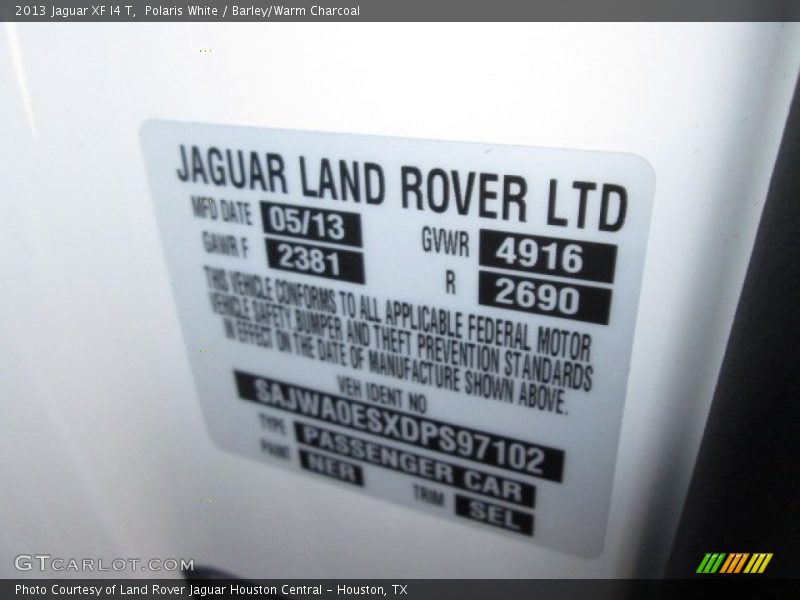 2013 Jaguar XF I4 T, Polaris White / Barley/Warm Charcoal
JAGUAR LAND ROVER LTD
MFD DATE 05/13 GVWR 4916
GAWR F 2381 R 2690
THIS VEHICLE CONFORMS TO ALL APPLICABLE FEDERAL MOTOR
VEHICLE SAFETY BUMPER AND THEFT PREVENTION STANDARDS
IN EFFECT ON THE DATE OF MANUFACTURE SHOWN ABOVE.
VEH IDENT NO
SAJWA0ESXDPS97102
TYPE PASSENGER CAR
PAINT NER TRIM SEL
GTCARLOT.COM
Photo Courtesy of Land Rover Jaguar Houston Central - Houston, TX